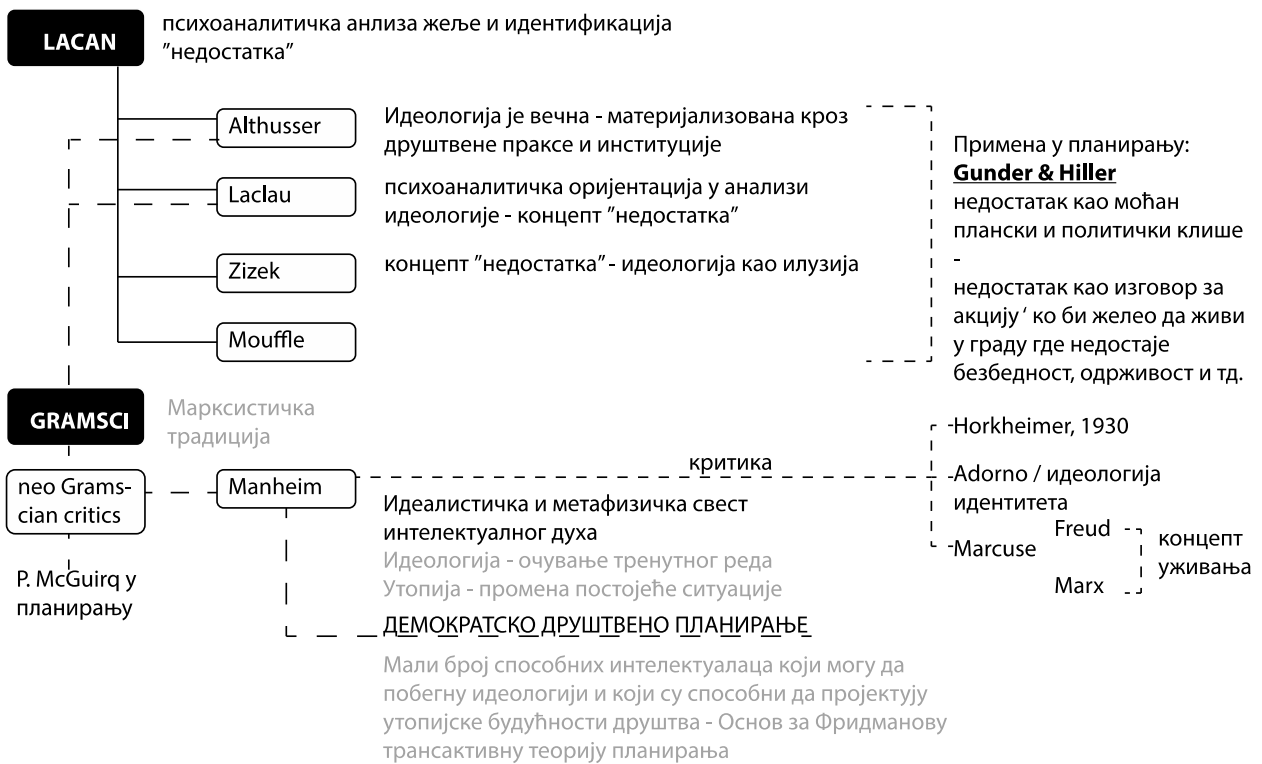 LACAN
психоаналитичка анлиза жеље и идентификација
”недостатка”
Althusser
Идеологија је вечна - материјализована кроз
друштвене праксе и институције
Laclau
психоаналитичка оријентација у анализи
идеологије - концепт ”недостатка”
Zizek
концепт ”недостатка” - идеологија као илузија
Mouffle
Примена у планирању:
Gunder & Hiller
недостатак као моћан
плански и политички клише
-
недостатак као изговор за
акцију ‘ ко би желео да живи
у граду где недостаје
безбедност, одрживост и тд.
GRAMSCI
Марксистичка
традиција
neo Grams-
cian critics
P. McGuirq у
планирању
Manheim
критика
Идеалистичка и метафизичка свест
интелектуалног духа
Идеологија - очување тренутног реда
Утопија - промена постојеће ситуације
ДЕМОКРАТСКО ДРУШТВЕНО ПЛАНИРАЊЕ
Мали број способних интелектуалаца који могу да
побегну идеологији и који су способни да пројектују
утопијске будућности друштва - Основ за Фридманову
трансактивну теорију планирања
Horkheimer, 1930
Adorno / идеологија
идентитета
Marcuse
Freud
Marx
концепт
уживања